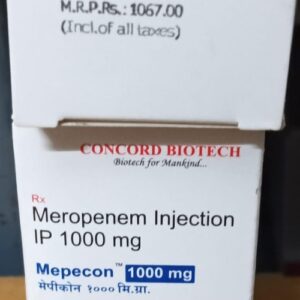 M.R.P.Rs.: 1067.00
(Incl.of all taxes)
CONCORD BIOTECH
Biotech for Mankind...
Rx
Meropenem Injection
IP 1000 mg
Mepecon™ 1000 mg
मेपीकोन १००० मि.ग्रा.